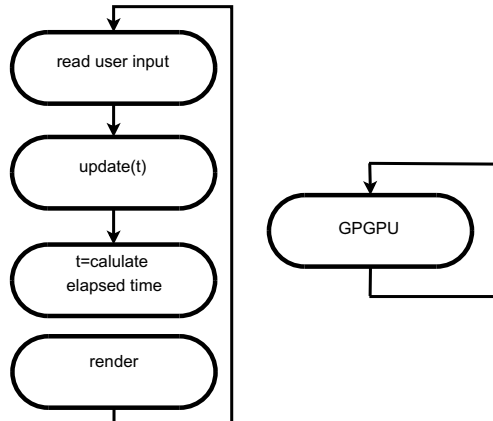 read user input
update(t)
t=calulate
elapsed time
render
GPGPU